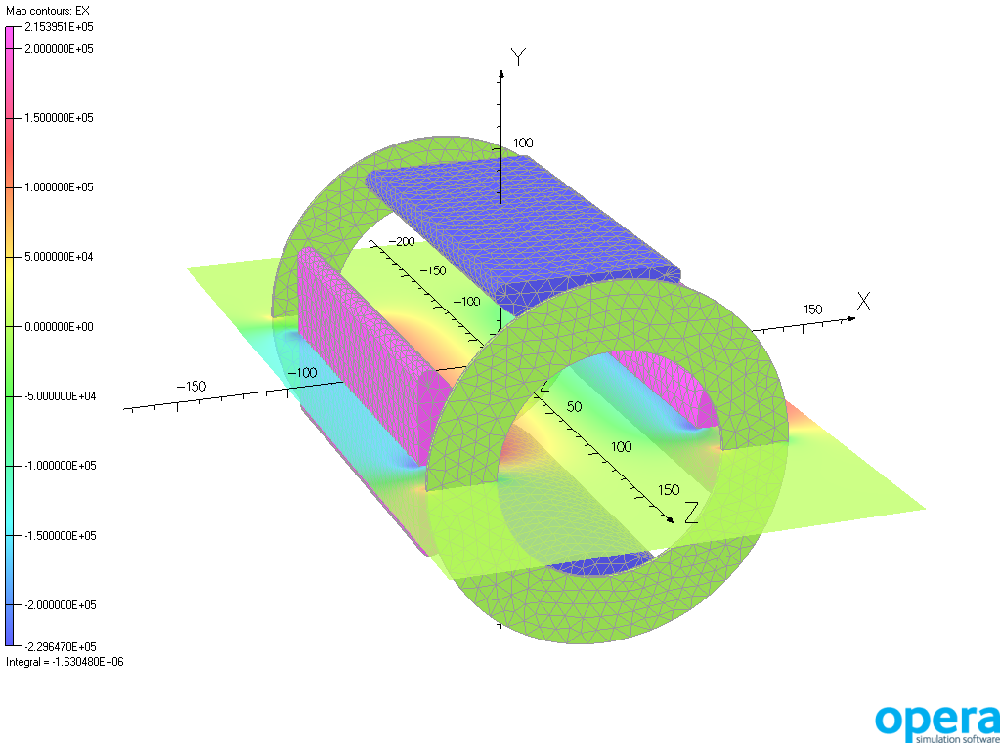 Map contours: EX
2.153951E+05
2.000000E+05
1.500000E+05
1.000000E+05
5.000000E+04
0.000000E+00
-5.000000E+04
-1.000000E+05
-1.500000E+05
-2.000000E+05
-2.296470E+05
Integral = -1.630480E+06
Y
100
-200
-150
-100
X
150
-100
-150
Z
50
100
150
Z
opera
simulation software